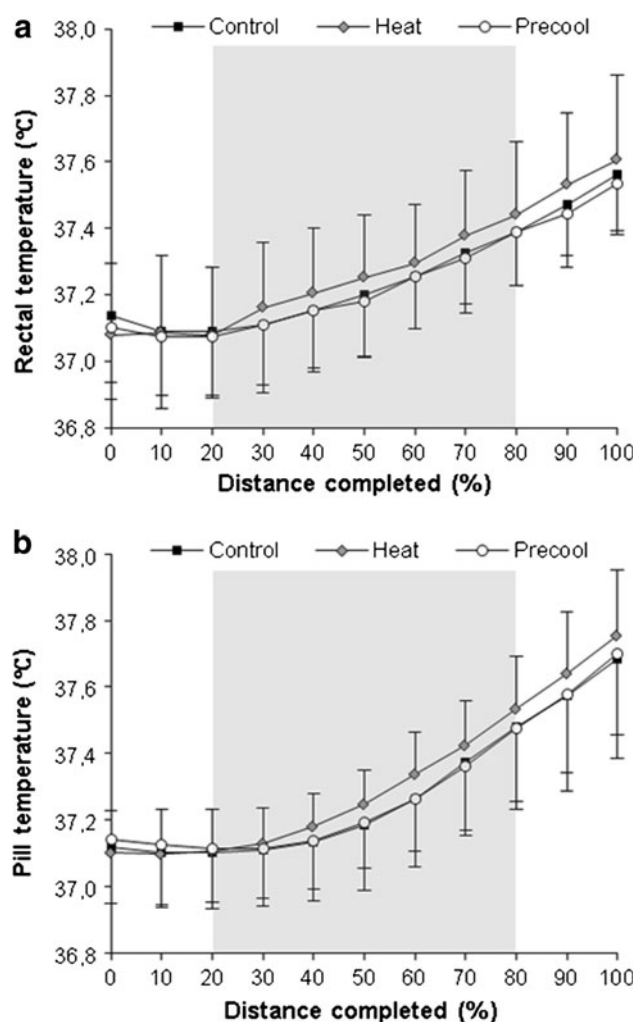 a
Control Heat Precool
38,0
37,8
37,6
37,4
37,2
37,0
36,8
Rectal temperature (°C)
0 10 20 30 40 50 60 70 80 90 100
Distance completed (%)
b
Control Heat Precool
38,0
37,8
37,6
37,4
37,2
37,0
36,8
Pill temperature (°C)
0 10 20 30 40 50 60 70 80 90 100
Distance completed (%)